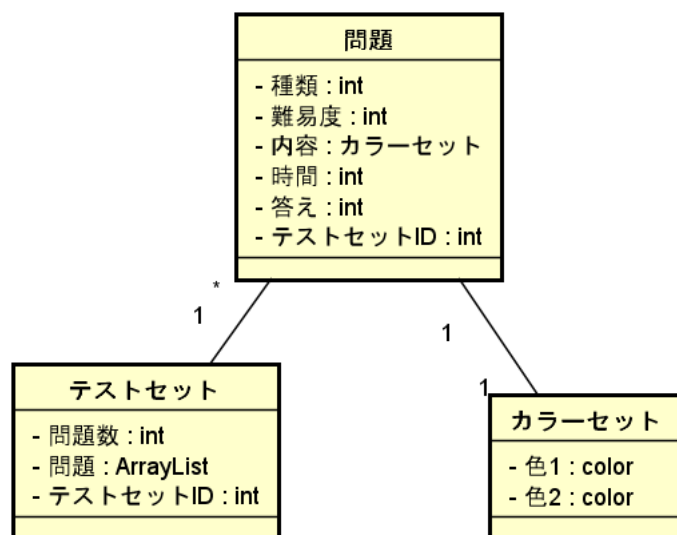 問題
- 種類 : int
- 難易度 : int
- 内容 : カラーセット
- 時間 : int
- 答え : int
- テストセットID : int
*
1
1
1
テストセット
- 問題数 : int
- 問題 : ArrayList
- テストセットID : int
カラーセット
- 色1 : color
- 色2 : color